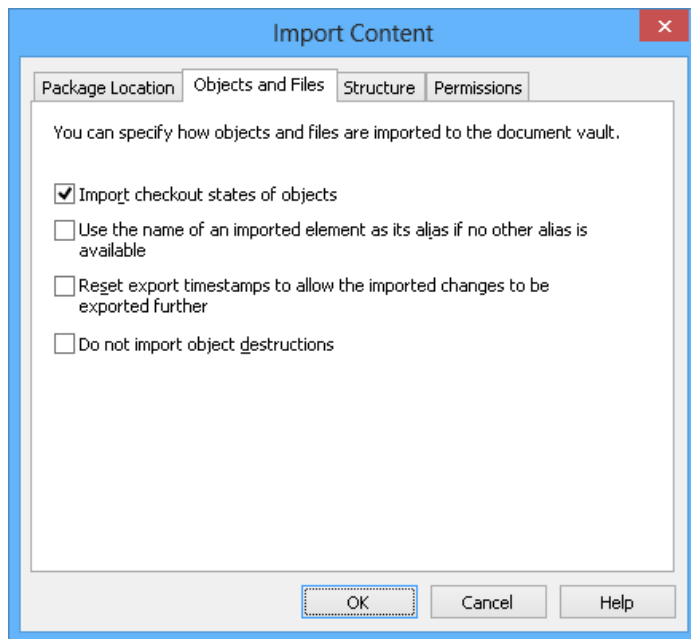 Import Content
Package Location Objects and Files Structure Permissions
You can specify how objects and files are imported to the document vault.
Import checkout states of objects
Use the name of an imported element as its alias if no other alias is
available
Reset export timestamps to allow the imported changes to be
exported further
Do not import object destructions
OK Cancel Help